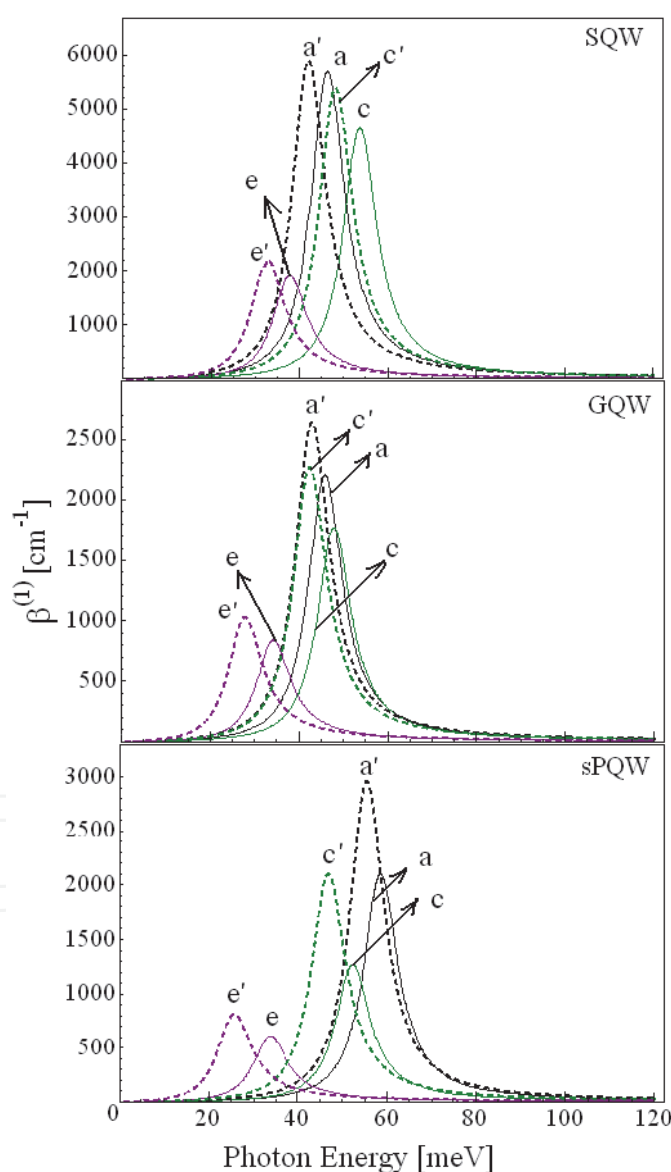 SQW
a' a c'
c
e
e'
6000
5000
4000
3000
2000
1000
GQW
a'
c'
a
e
c
e'
2500
2000
1500
1000
500
β(1) [cm-1]
sPQW
a'
a
c'
c
e'
e
3000
2500
2000
1500
1000
500
0 20 40 60 80 100 120
Photon Energy [meV]